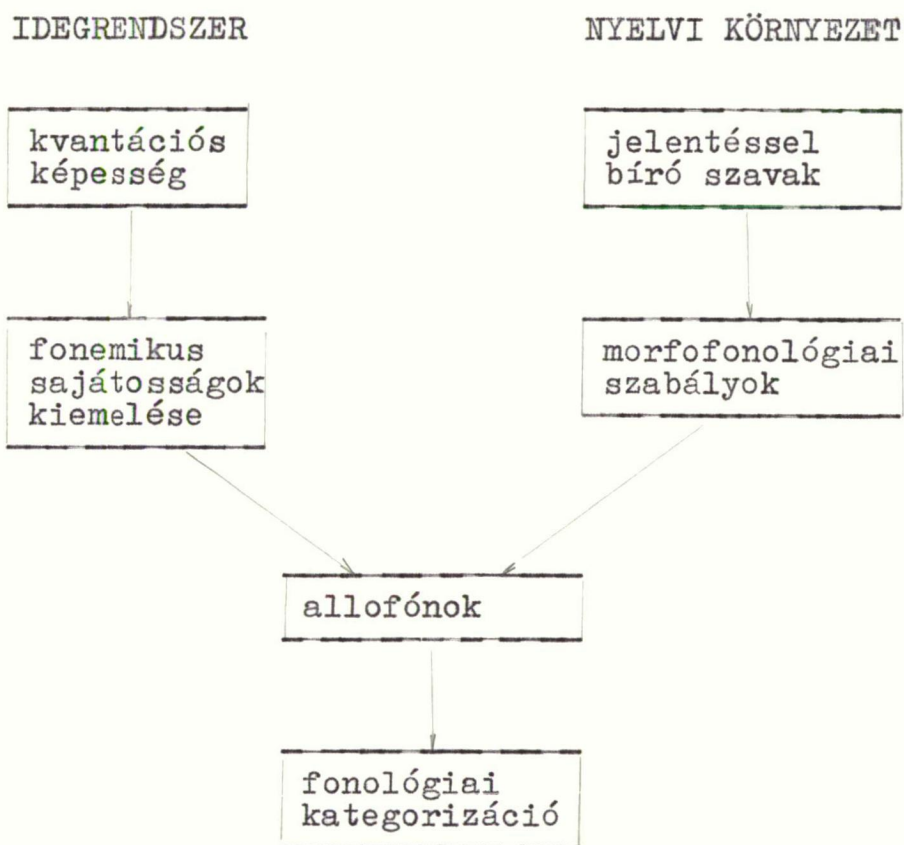 IDEGRENDSZER
NYELVI KÖRNYEZET
kvantációs
képesség
jelentéssel
bíró szavak
fonemikus
sajátosságok
kiemelése
morfofonológiai
szabályok
allofónok
fonológiai
kategorizáció